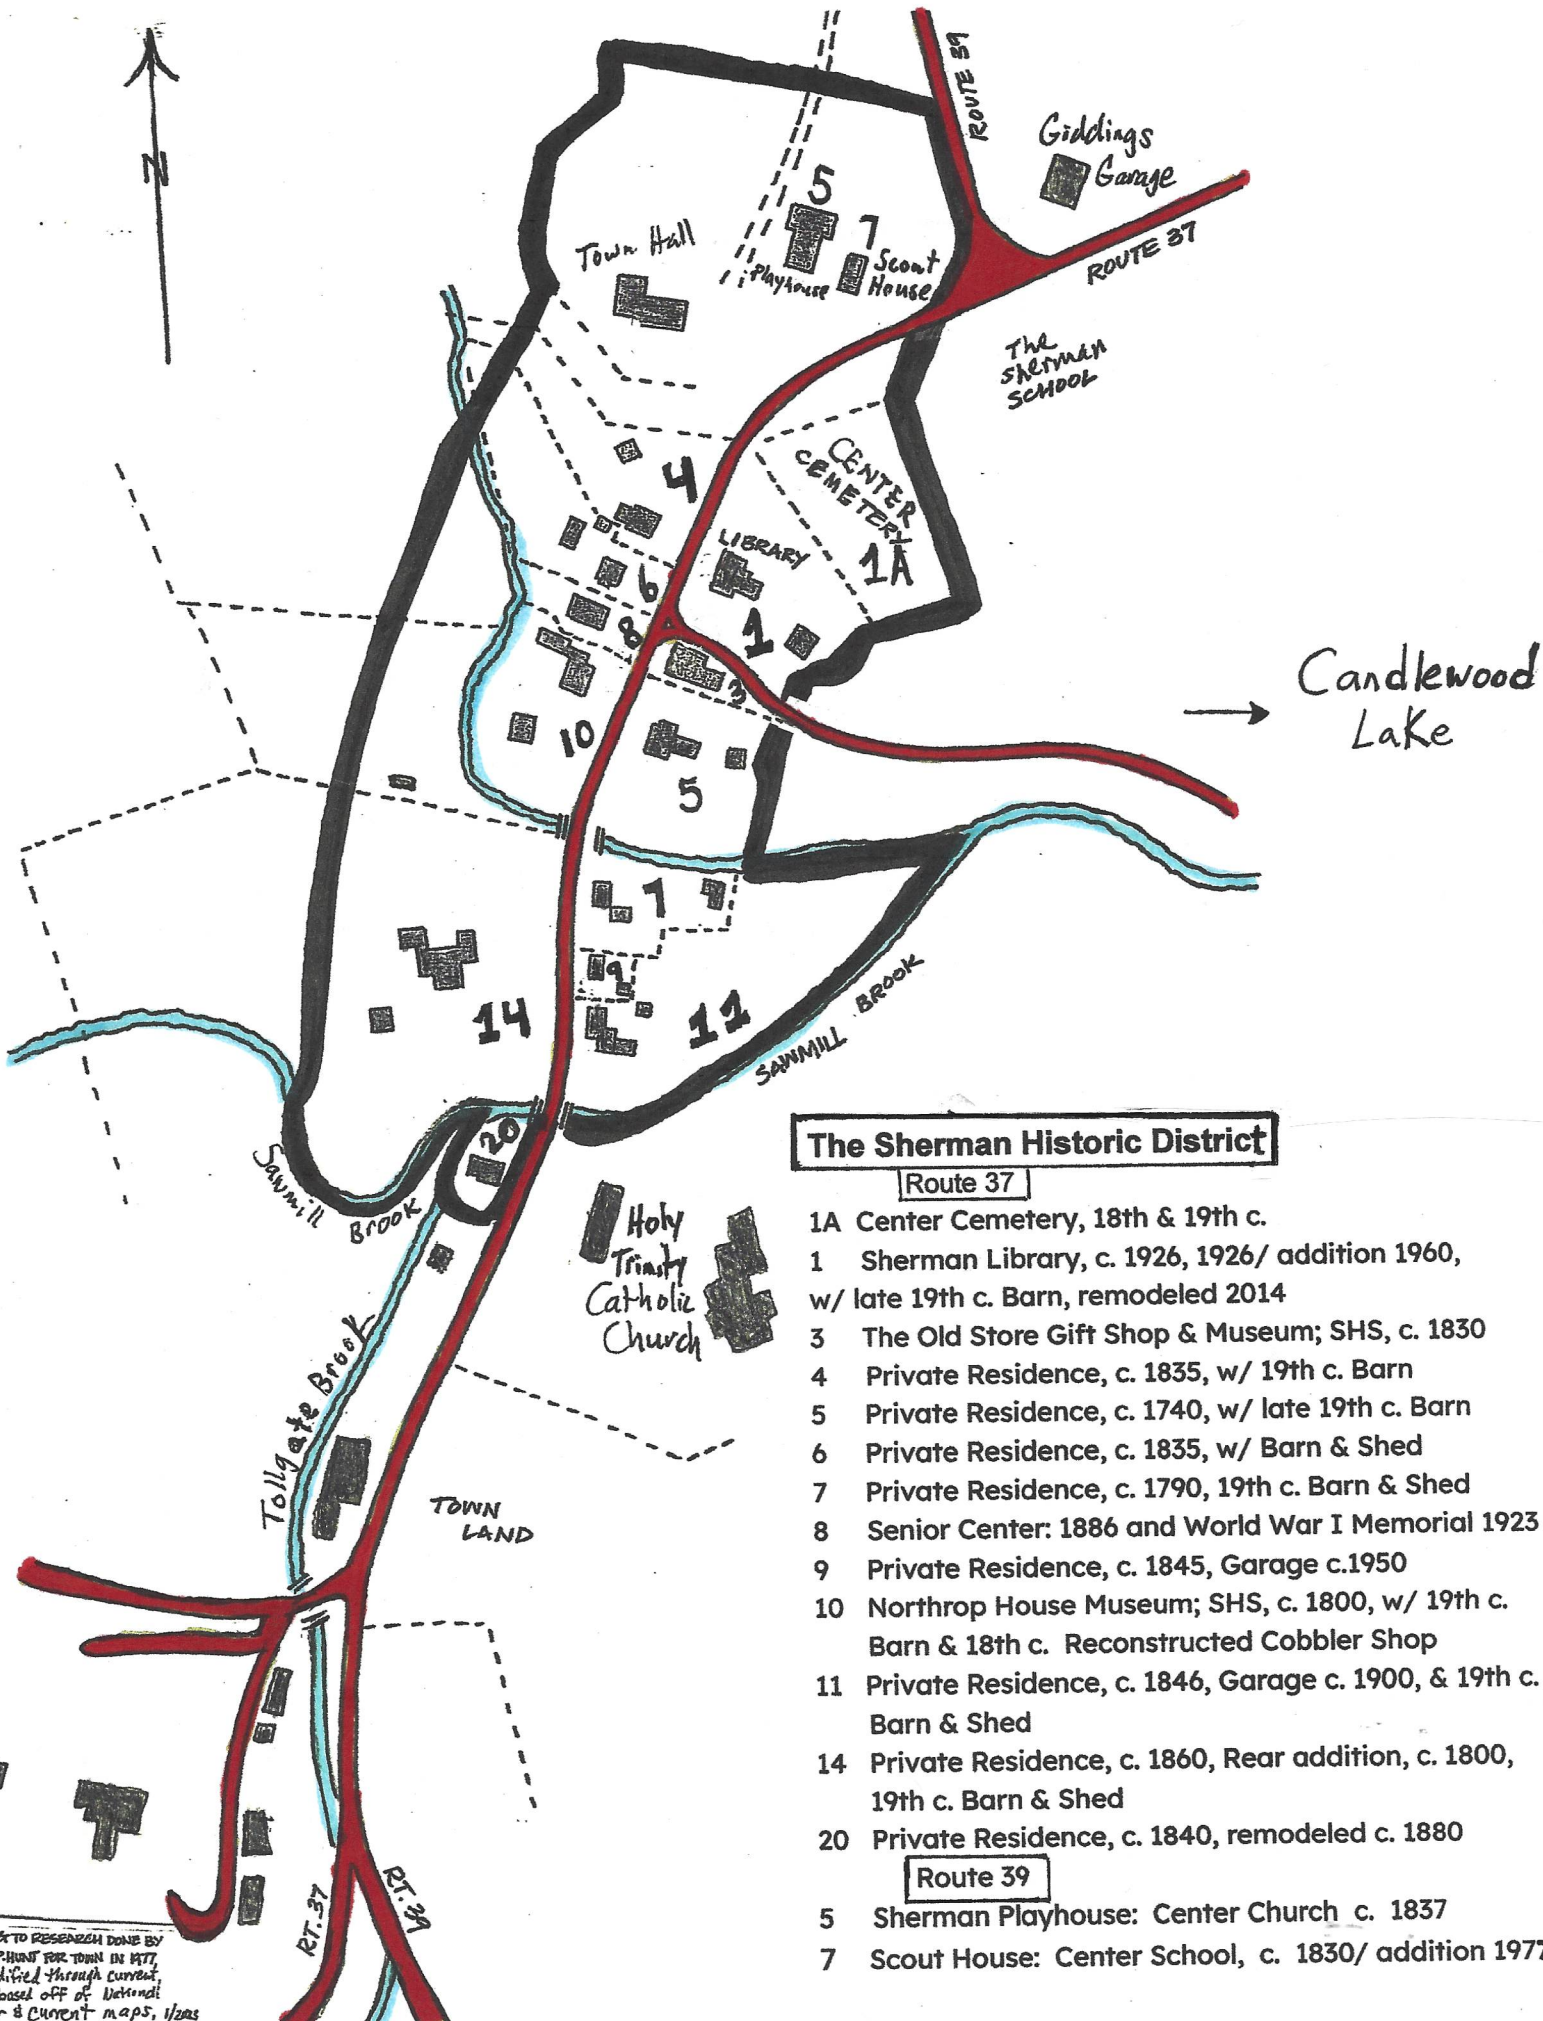 N
ROUTE 39
Giddings
Garage
ROUTE 37
5
7
Town Hall
Playhouse
Scout
House
The
Sherman
SCHOOL
4
CENTER
CEMETERY
1A
LIBRARY
6
8
1
3
10
5
Candlewood
Lake
7
9
14
11
SAWMILL BROOK
20
Sawmill Brook
Holy
Trinity
Catholic
Church
Tollgate Brook
TOWN
LAND
RT. 37
RT. 39
The Sherman Historic District
Route 37
1A Center Cemetery, 18th & 19th c.
1 Sherman Library, c. 1926, 1926/ addition 1960,
w/ late 19th c. Barn, remodeled 2014
3 The Old Store Gift Shop & Museum; SHS, c. 1830
4 Private Residence, c. 1835, w/ 19th c. Barn
5 Private Residence, c. 1740, w/ late 19th c. Barn
6 Private Residence, c. 1835, w/ Barn & Shed
7 Private Residence, c. 1790, 19th c. Barn & Shed
8 Senior Center: 1886 and World War I Memorial 1923
9 Private Residence, c. 1845, Garage c.1950
10 Northrop House Museum; SHS, c. 1800, w/ 19th c.
Barn & 18th c. Reconstructed Cobbler Shop
11 Private Residence, c. 1846, Garage c. 1900, & 19th c.
Barn & Shed
14 Private Residence, c. 1860, Rear addition, c. 1800,
19th c. Barn & Shed
20 Private Residence, c. 1840, remodeled c. 1880
Route 39
5 Sherman Playhouse: Center Church c. 1837
7 Scout House: Center School, c. 1830/ addition 1977
TO RESEARCH DONE BY
HUNT FOR TOWN IN 1977,
through current,
based off of
& current maps, 1/2025